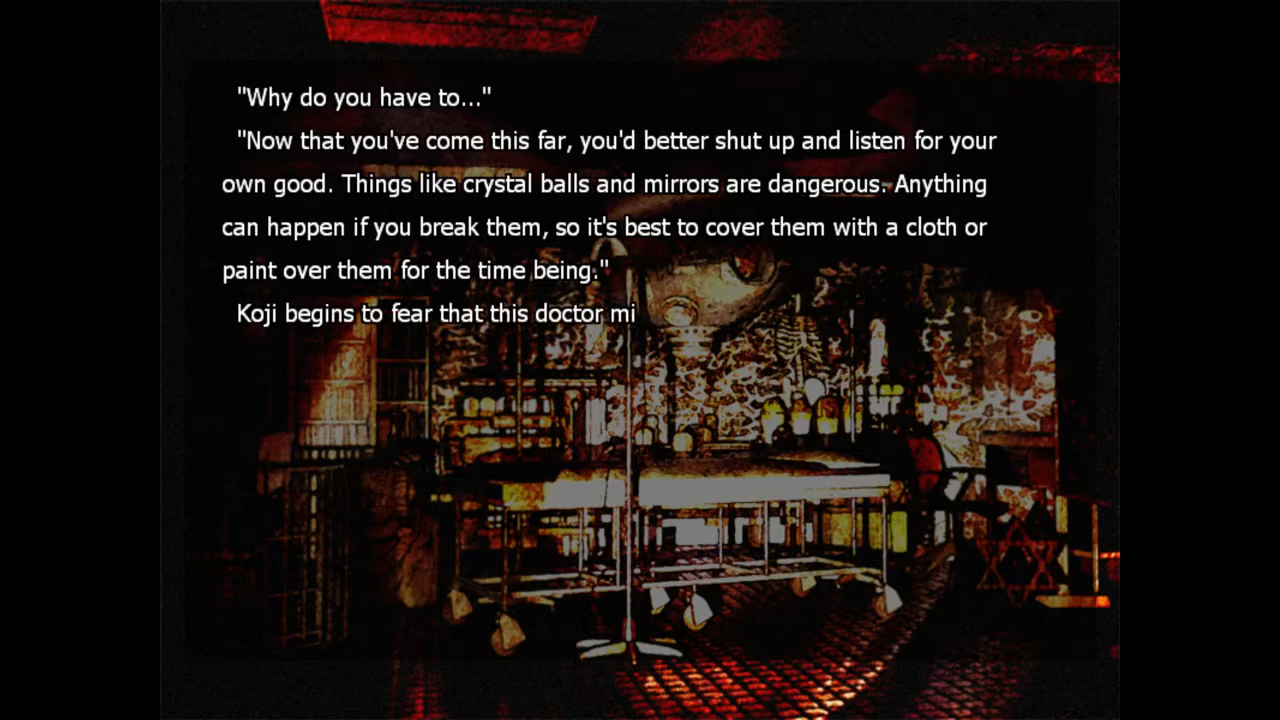 "Why do you have to..."
"Now that you've come this far, you'd better shut up and listen for your
own good. Things like crystal balls and mirrors are dangerous. Anything
can happen if you break them, so it's best to cover them with a cloth or
paint over them for the time being."
Koji begins to fear that this doctor mi